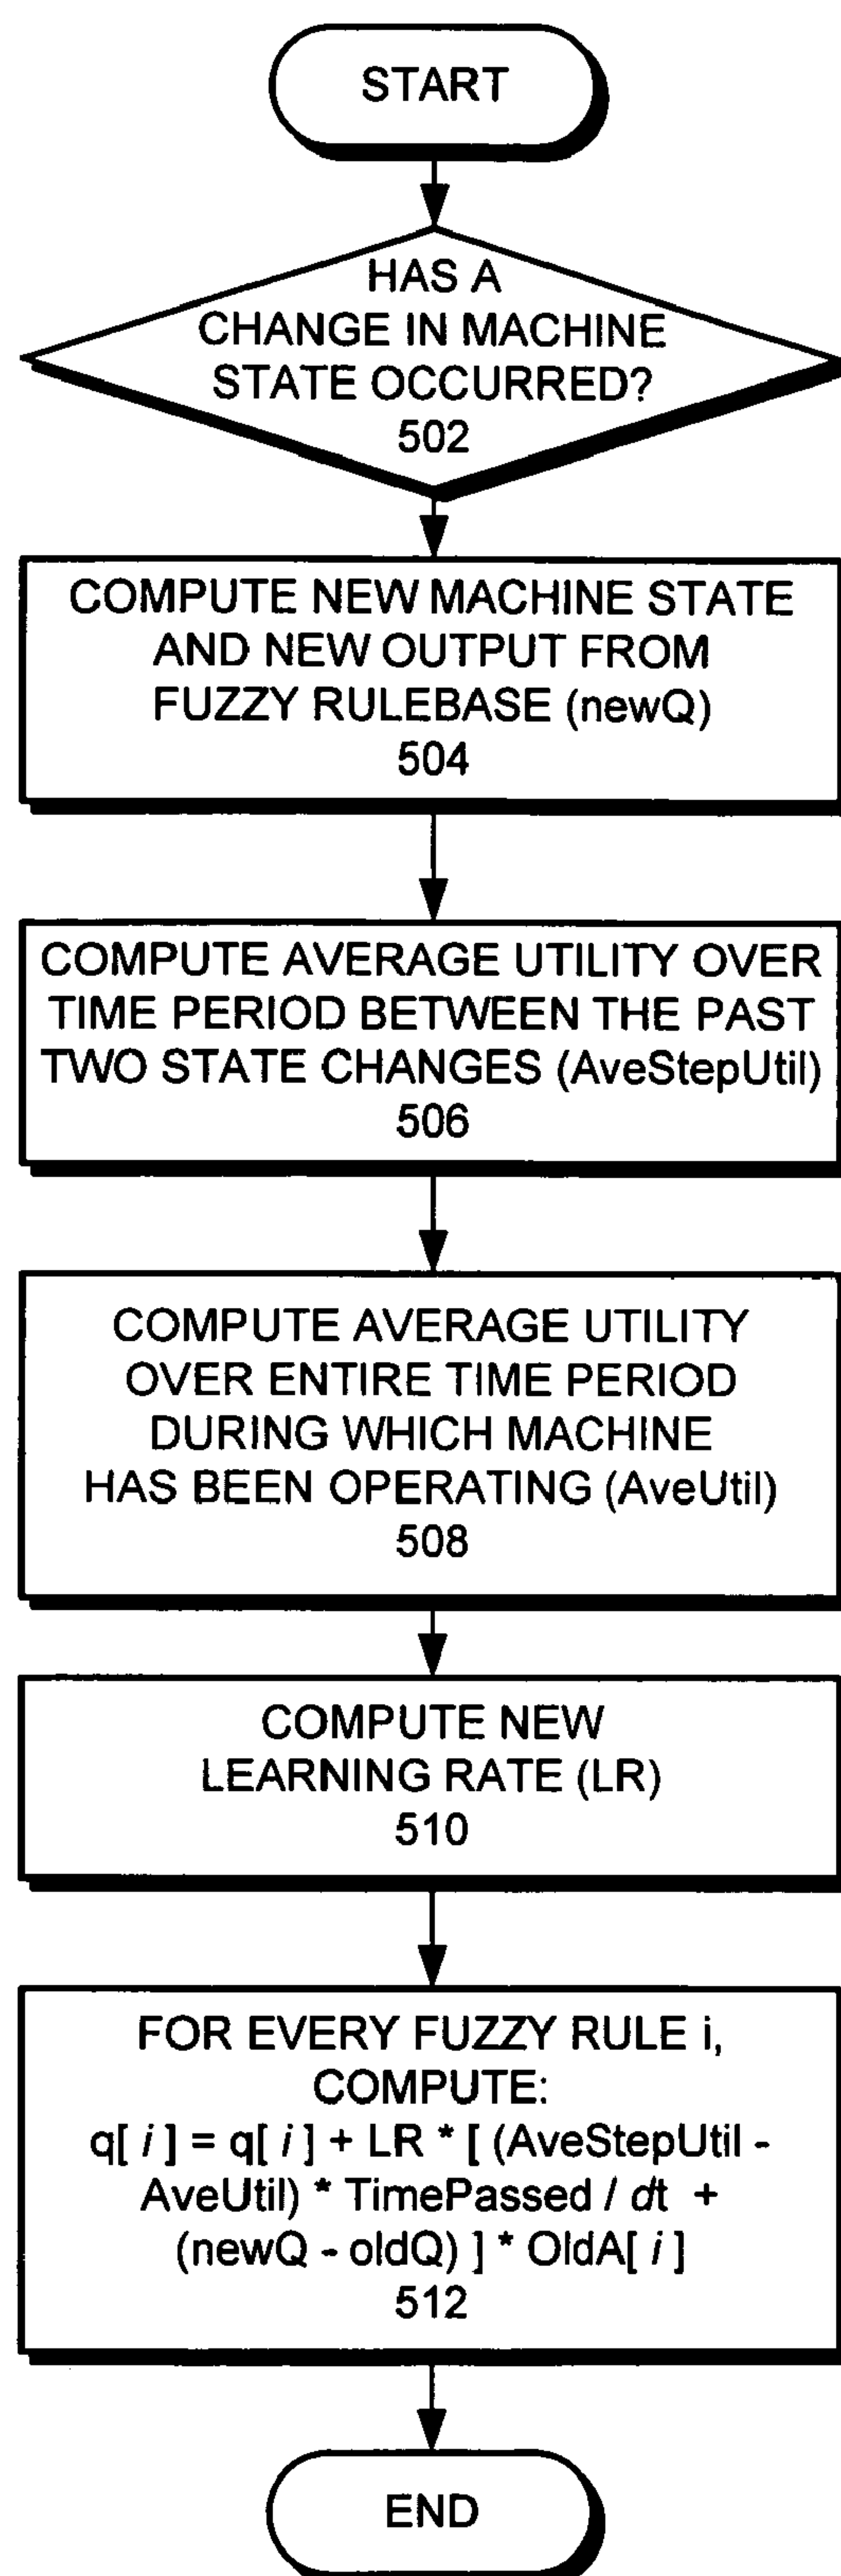 START
HAS A
CHANGE IN MACHINE
STATE OCCURRED?
502
COMPUTE NEW MACHINE STATE
AND NEW OUTPUT FROM
FUZZY RULEBASE (newQ)
504
COMPUTE AVERAGE UTILITY OVER
TIME PERIOD BETWEEN THE PAST
TWO STATE CHANGES (AveStepUtil)
506
COMPUTE AVERAGE UTILITY
OVER ENTIRE TIME PERIOD
DURING WHICH MACHINE
HAS BEEN OPERATING (AveUtil)
508
COMPUTE NEW
LEARNING RATE (LR)
510
FOR EVERY FUZZY RULE i,
COMPUTE:
q[ i ] = q[ i ] + LR * [ (AveStepUtil -
AveUtil) * TimePassed / dt +
(newQ - oldQ) ] * OldA[ i ]
512
END